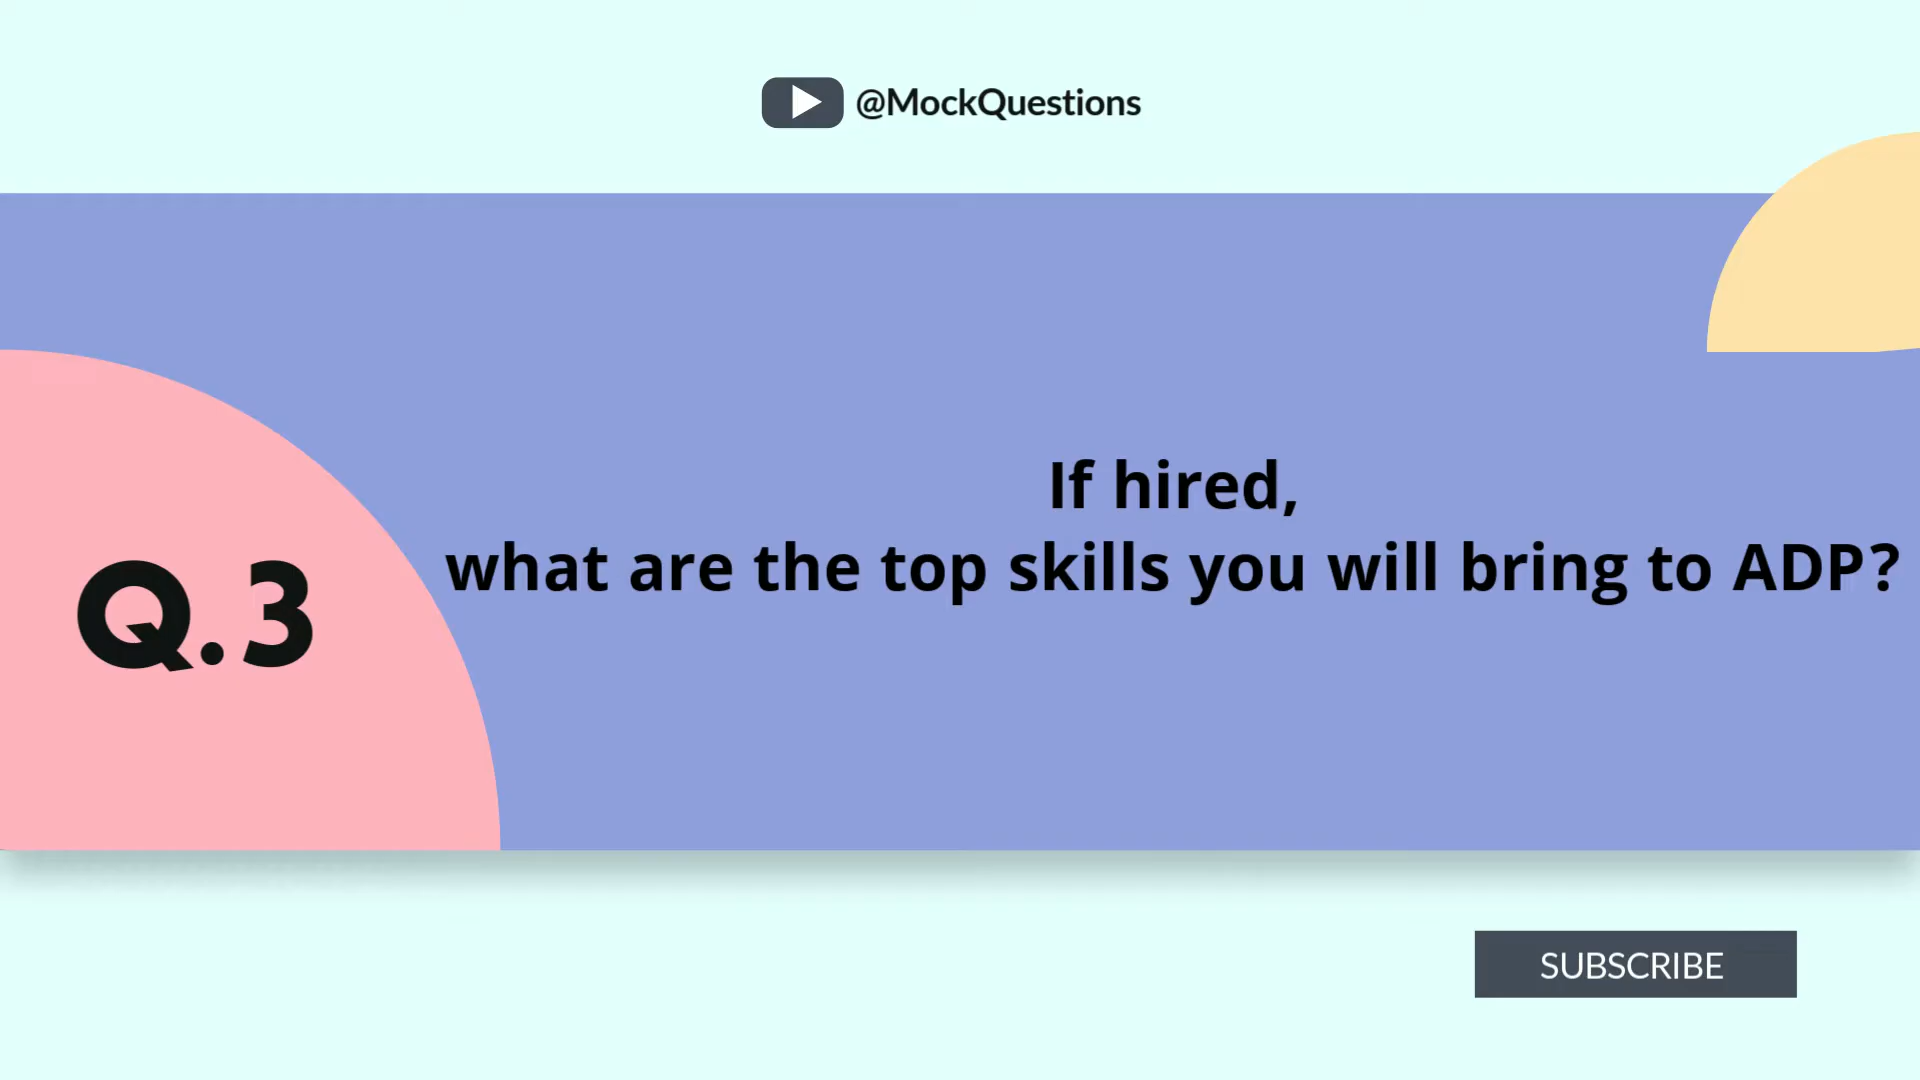 @MockQuestions
If hired,
what are the top skills you will bring to ADP?
Q.3
SUBSCRIBE